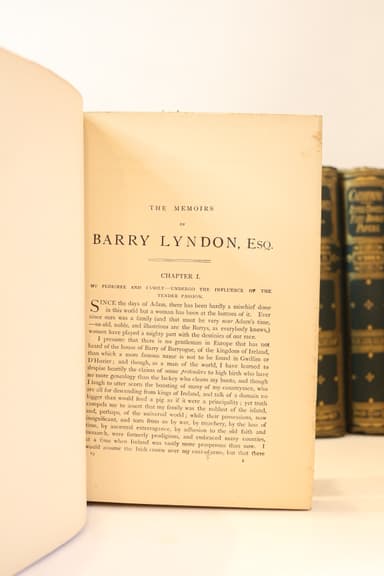 THE MEMOIRS
OF
BARRY LYNDON, ESQ.
CHAPTER I.
MY PEDIGREE AND FAMILY—UNDERGO THE INFLUENCE OF THE
TENDER PASSION.
SINCE the days of Adam, there has been hardly a mischief done
in this world but a woman has been at the bottom of it. Ever
since ours was a family (and that must be very near Adam's time,
—so old, noble, and illustrious are the Barrys, as everybody knows,)
women have played a mighty part with the destinies of our race.
I presume that there is no gentleman in Europe that has not
heard of the house of Barry of Barryogue, of the kingdom of Ireland,
than which a more famous name is not to be found in Gwillim or
D'Hozier; and though, as a man of the world, I have learned to
despise heartily the claims of some pretenders to high birth who have
no more genealogy than the lackey who cleans my boots, and though
I laugh to utter scorn the boasting of many of my countrymen, who
are all for descending from kings of Ireland, and talk of a domain no
bigger than would feed a pig as if it were a principality; yet truth
compels me to assert that my family was the noblest of the island,
and, perhaps, of the universal world; while their possessions, now
insignificant, and torn from us by war, by treachery, by the loss of
time, by ancestral extravagance, by adhesion to the old faith and
monarch, were formerly prodigious, and embraced many counties,
at a time when Ireland was vastly more prosperous than now. I
would assume the Irish crown over my coat-of-arms, but that there